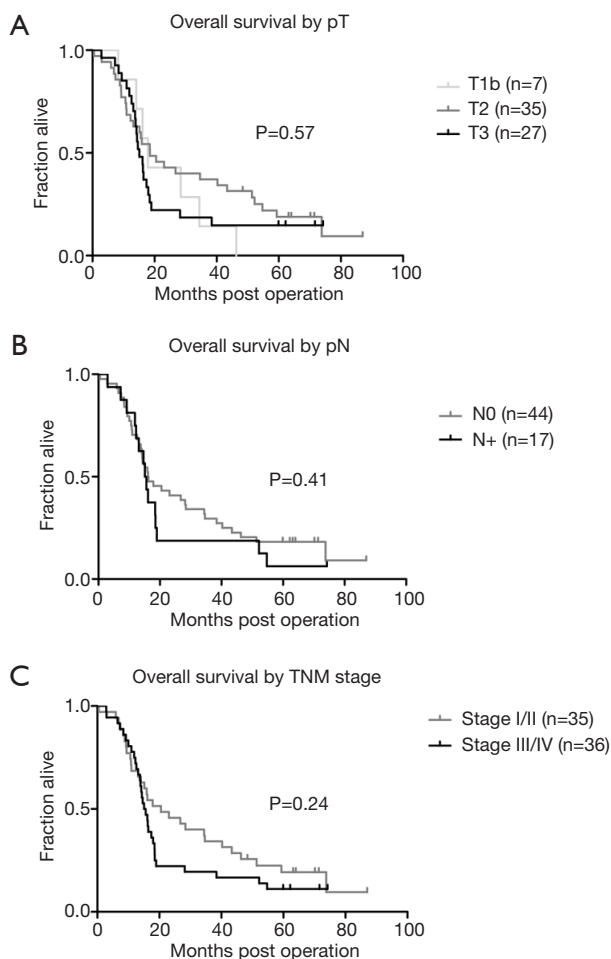 A
Overall survival by pT
1.0
0.5
0.0
Fraction alive
0 20 40 60 80 100
Months post operation
P=0.57
T1b (n=7)
T2 (n=35)
T3 (n=27)
B
Overall survival by pN
1.0
0.5
0.0
Fraction alive
0 20 40 60 80 100
Months post operation
P=0.41
N0 (n=44)
N+ (n=17)
C
Overall survival by TNM stage
1.0
0.5
0.0
Fraction alive
0 20 40 60 80 100
Months post operation
P=0.24
Stage I/II (n=35)
Stage III/IV (n=36)